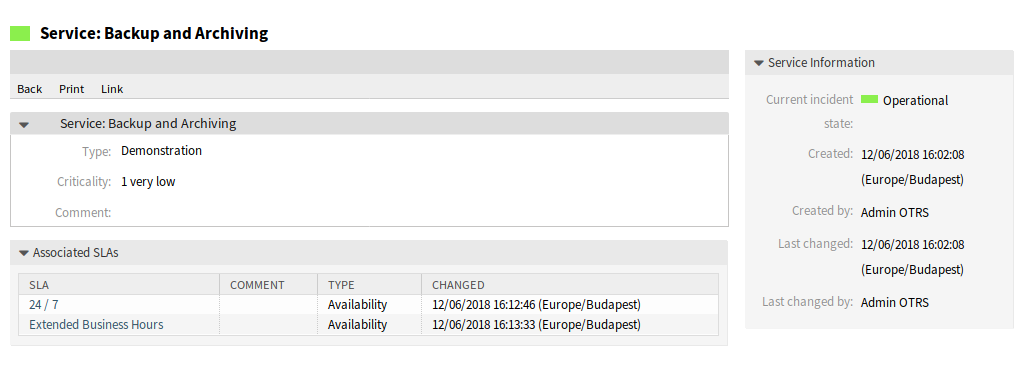 Service: Backup and Archiving
Back Print Link
Service: Backup and Archiving
Type: Demonstration
Criticality: 1 very low
Comment:
Associated SLAs
SLA COMMENT TYPE CHANGED
24 / 7 Availability 12/06/2018 16:12:46 (Europe/Budapest)
Extended Business Hours Availability 12/06/2018 16:13:33 (Europe/Budapest)
Service Information
Current incident state: Operational
Created: 12/06/2018 16:02:08
(Europe/Budapest)
Created by: Admin OTRS
Last changed: 12/06/2018 16:02:08
(Europe/Budapest)
Last changed by: Admin OTRS